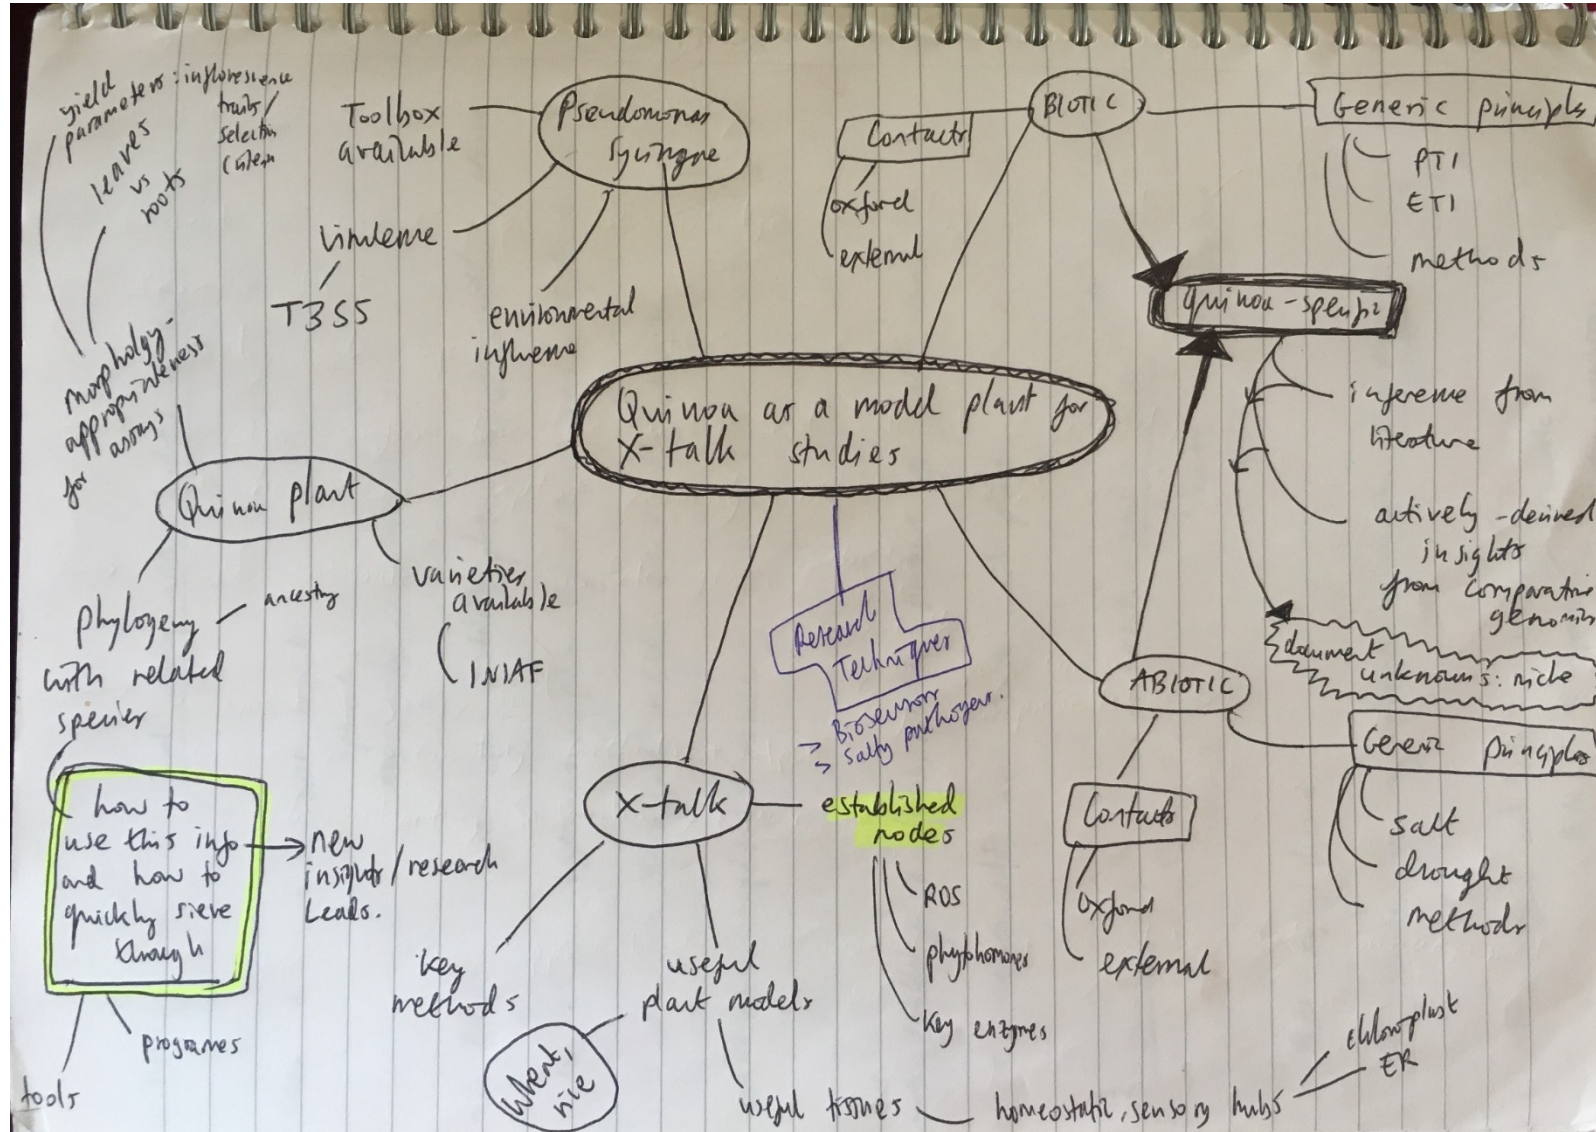 yield
parameters: inflorescence
traits/
selection
criteria
leaves
vs
roots
morphology-
appropriateness
for assays
Toolbox
available
Pseudomonas
Syringae
virulence
T3SS
environmental
influence
BIOTIC
Contacts
oxford
external
Generic principles
PTI
ETI
methods
quinoa-specific
inference from
literature
actively-derived
insights
from comparative
genomics
document
unknowns: niche
Quinoa as a model plant for
X-talk studies
Quinoa plant
phylogeny
with related
species
ancestry
varieties
available
INIAF
how to
use this info
and how to
quickly sieve
through
new
insights/research
Leads.
programes
tools
Research
Techniques
> Biosensors
> Salty pathogens.
X-talk
established
nodes
ROS
phytohormones
key enzymes
key
methods
useful
plant models
Wheat,
rice
useful tissues
homeostatic, sensory hubs
chloroplast
ER
ABIOTIC
Contacts
oxford
external
Generic principles
salt
drought
methods